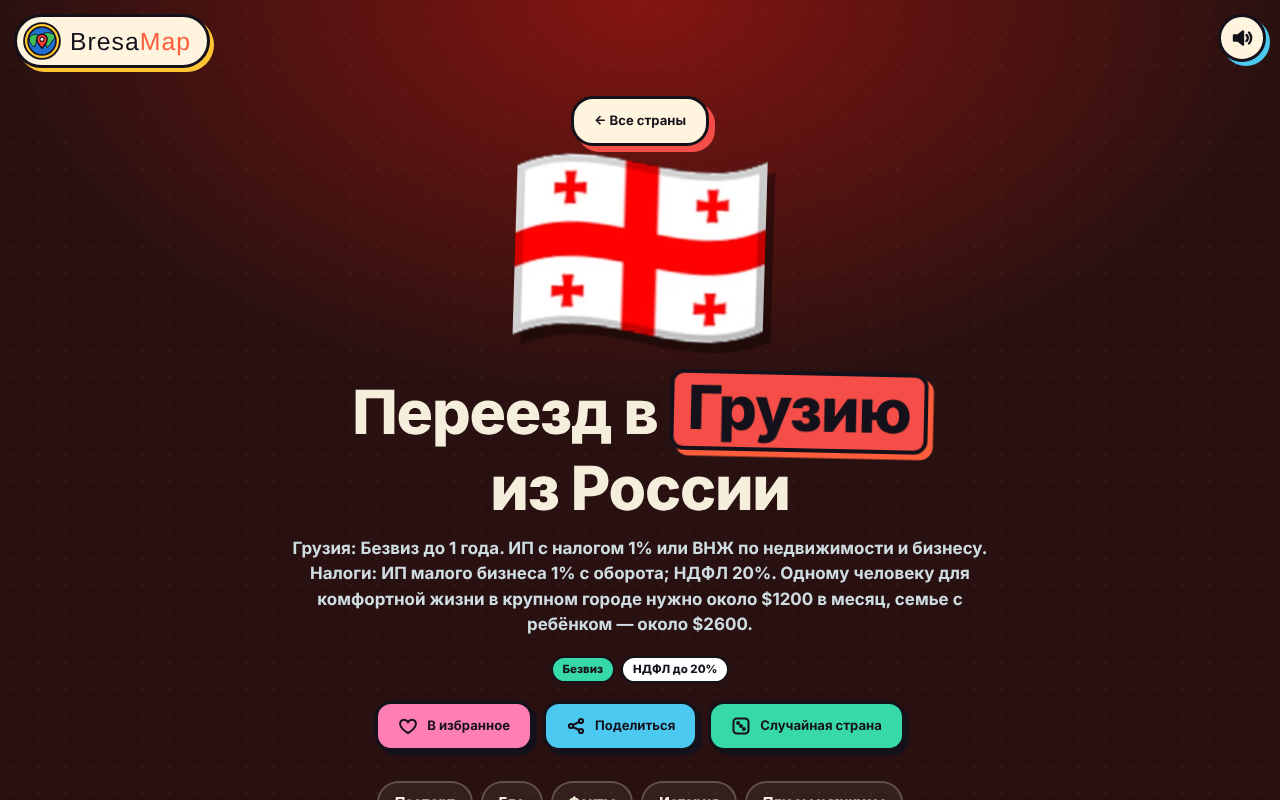 BresaMap
← Все страны
Переезд в Грузию
из России
Грузия: Безвиз до 1 года. ИП с налогом 1% или ВНЖ по недвижимости и бизнесу.
Налоги: ИП малого бизнеса 1% с оборота; НДФЛ 20%. Одному человеку для
комфортной жизни в крупном городе нужно около $1200 в месяц, семье с
ребёнком — около $2600.
Безвиз НДФЛ до 20%
В избранное Поделиться Случайная страна